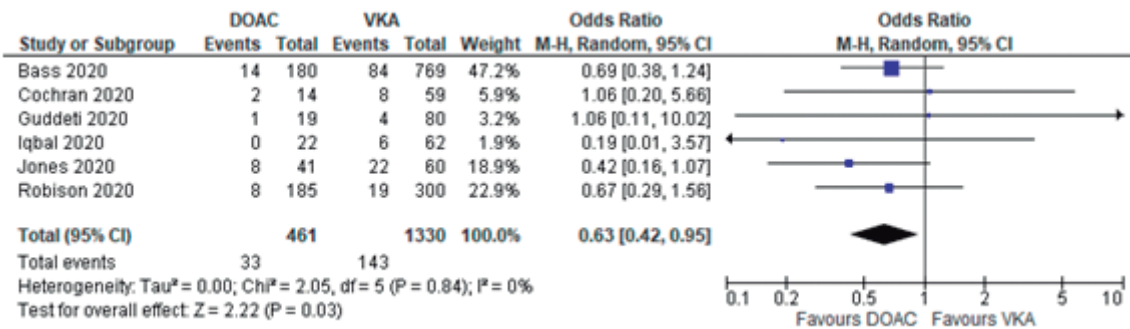 DOAC VKA Odds Ratio Odds Ratio
Study or Subgroup Events Total Events Total Weight M-H, Random, 95% CI M-H, Random, 95% CI
Bass 2020 14 180 84 769 47.2% 0.69 [0.38, 1.24]
Cochran 2020 2 14 8 59 5.9% 1.06 [0.20, 5.66]
Guddeti 2020 1 19 4 80 3.2% 1.06 [0.11, 10.02]
Iqbal 2020 0 22 6 62 1.9% 0.19 [0.01, 3.57]
Jones 2020 8 41 22 60 18.9% 0.42 [0.16, 1.07]
Robison 2020 8 185 19 300 22.9% 0.67 [0.29, 1.56]
Total (95% CI) 461 1330 100.0% 0.63 [0.42, 0.95]
Total events 33 143
Heterogeneity: Tau² = 0.00; Chi² = 2.05, df = 5 (P = 0.84); I² = 0%
Test for overall effect: Z = 2.22 (P = 0.03)
0.1 0.2 0.5 1 2 5 10
Favours DOAC Favours VKA